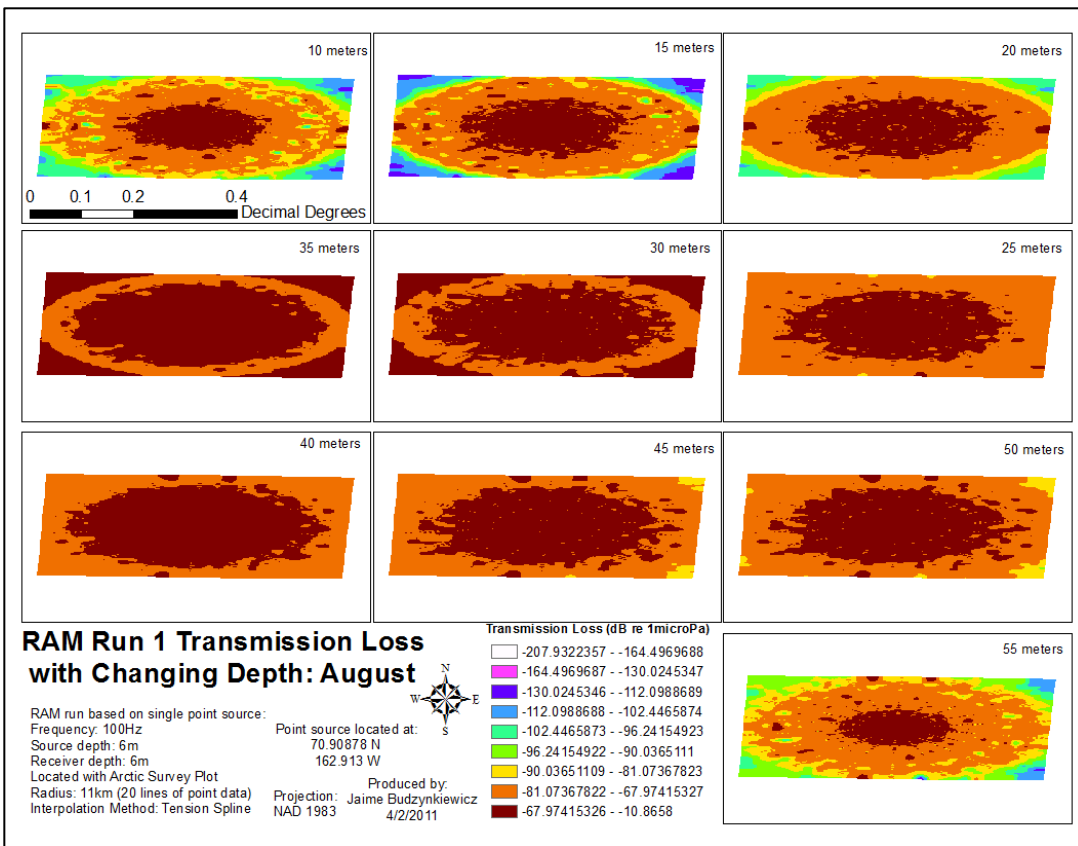 10 meters
15 meters
20 meters
0 0.1 0.2 0.4
Decimal Degrees
35 meters
30 meters
25 meters
40 meters
45 meters
50 meters
RAM Run 1 Transmission Loss
with Changing Depth: August
N
W E
S
RAM run based on single point source:
Frequency: 100Hz
Source depth: 6m
Receiver depth: 6m
Located with Arctic Survey Plot
Radius: 11km (20 lines of point data)
Interpolation Method: Tension Spline
Point source located at:
70.90878 N
162.913 W
Projection:
NAD 1983
Produced by:
Jaime Budzynkiewicz
4/2/2011
Transmission Loss (dB re 1microPa)
-207.9322357 - -164.4969688
-164.4969687 - -130.0245347
-130.0245346 - -112.0988689
-112.0988688 - -102.4465874
-102.4465873 - -96.24154923
-96.24154922 - -90.0365111
-90.03651109 - -81.07367823
-81.07367822 - -67.97415327
-67.97415326 - -10.8658
55 meters